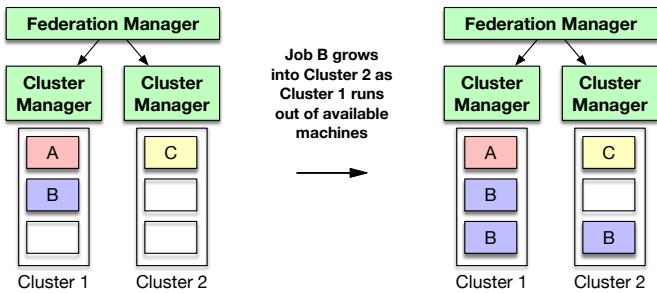 Federation Manager
Cluster
Manager
Cluster
Manager
A
B
C
Cluster 1
Cluster 2
Job B grows
into Cluster 2 as
Cluster 1 runs
out of available
machines
Federation Manager
Cluster
Manager
Cluster
Manager
A
B
B
C
B
Cluster 1
Cluster 2